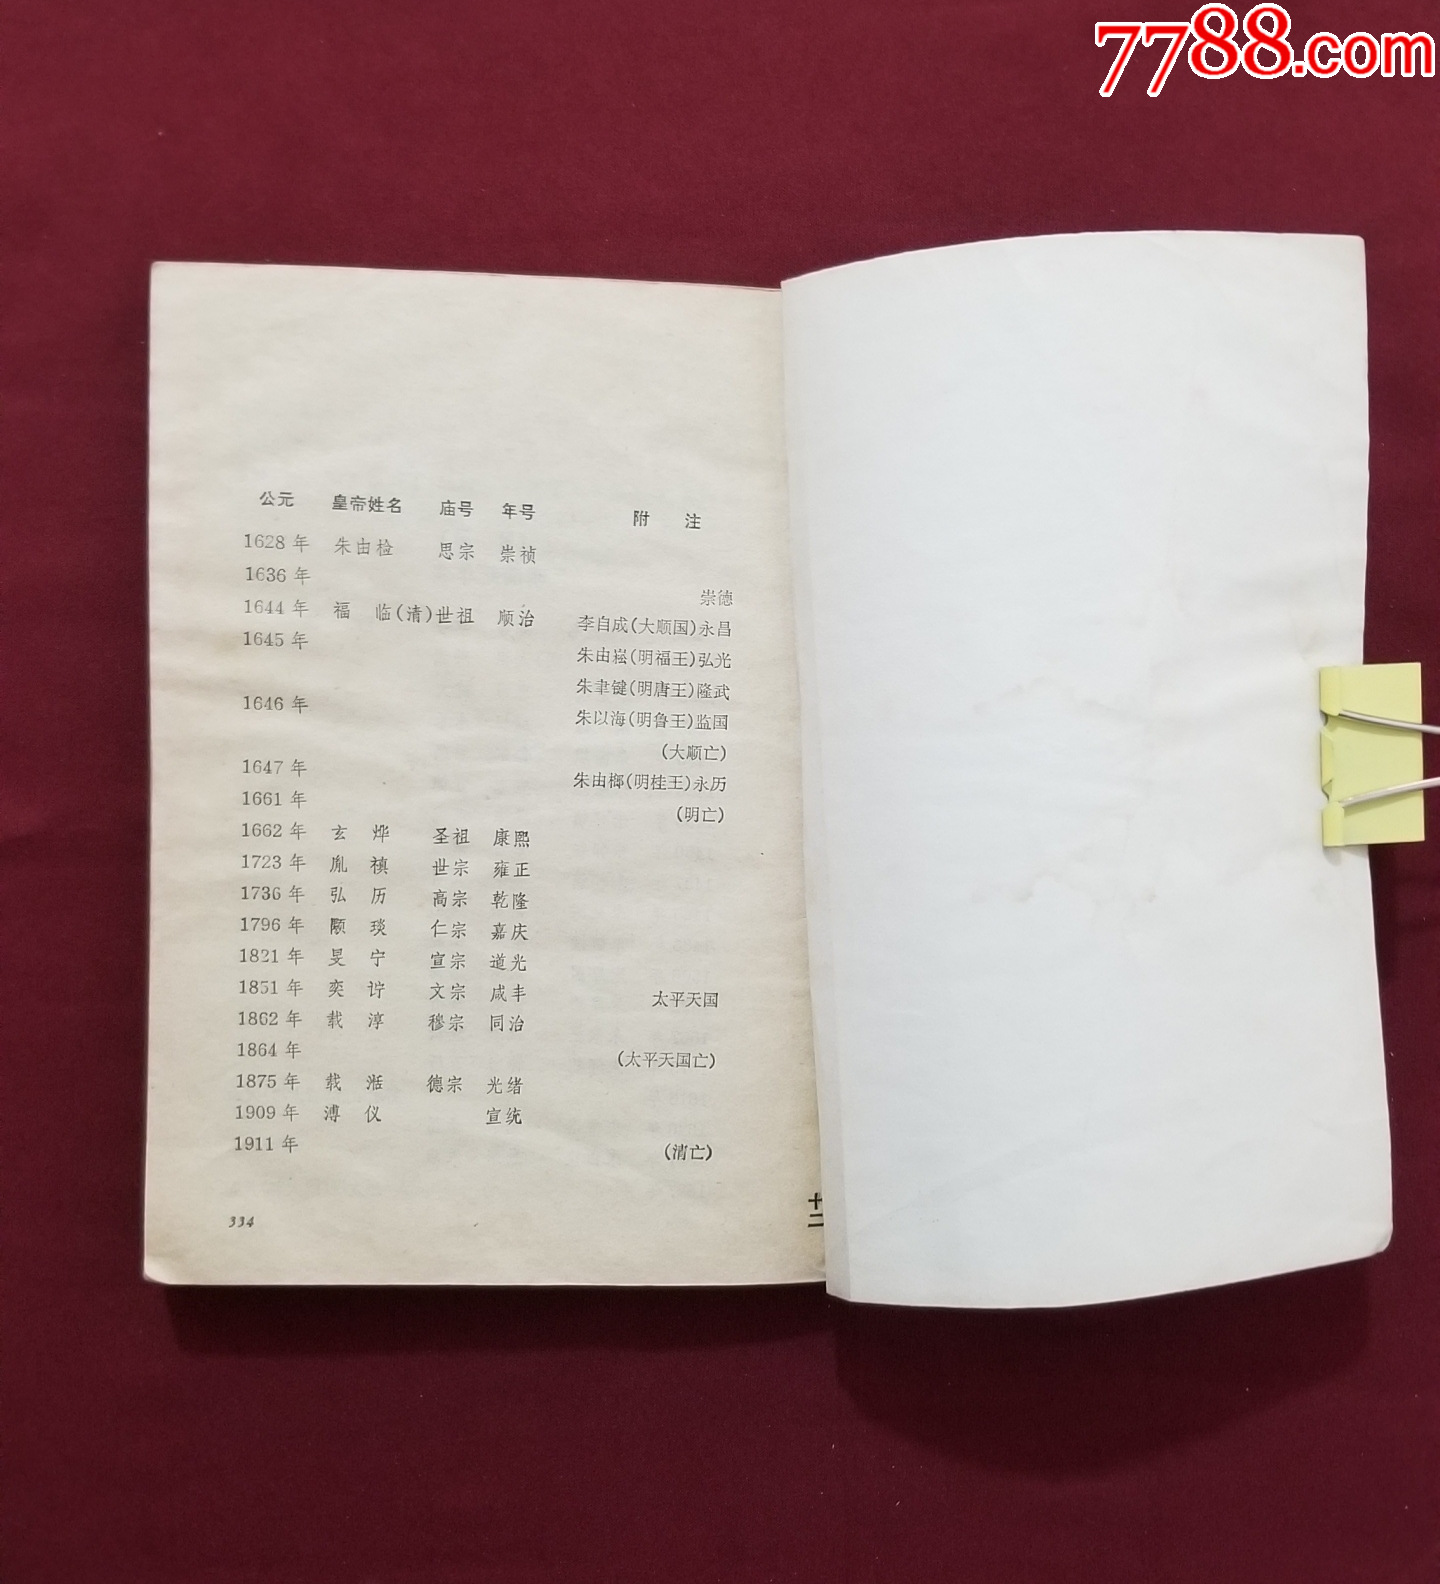 7788.com
公元 皇帝姓名 庙号 年号 附 注
1628年 朱由检 思宗 崇祯
1636年 崇德
1644年 福 临(清)世祖 顺治 李自成(大顺国)永昌
1645年 朱由崧(明福王)弘光
朱聿键(明唐王)隆武
1646年 朱以海(明鲁王)监国
(大顺亡)
1647年 朱由榔(明桂王)永历
1661年 (明亡)
1662年 玄 烨 圣祖 康熙
1723年 胤 禛 世宗 雍正
1736年 弘 历 高宗 乾隆
1796年 颙 琰 仁宗 嘉庆
1821年 旻 宁 宣宗 道光
1851年 奕 詝 文宗 咸丰 太平天国
1862年 载 淳 穆宗 同治
1864年 (太平天国亡)
1875年 载 湉 德宗 光绪
1909年 溥 仪 宣统
1911年 (清亡)
334
十二